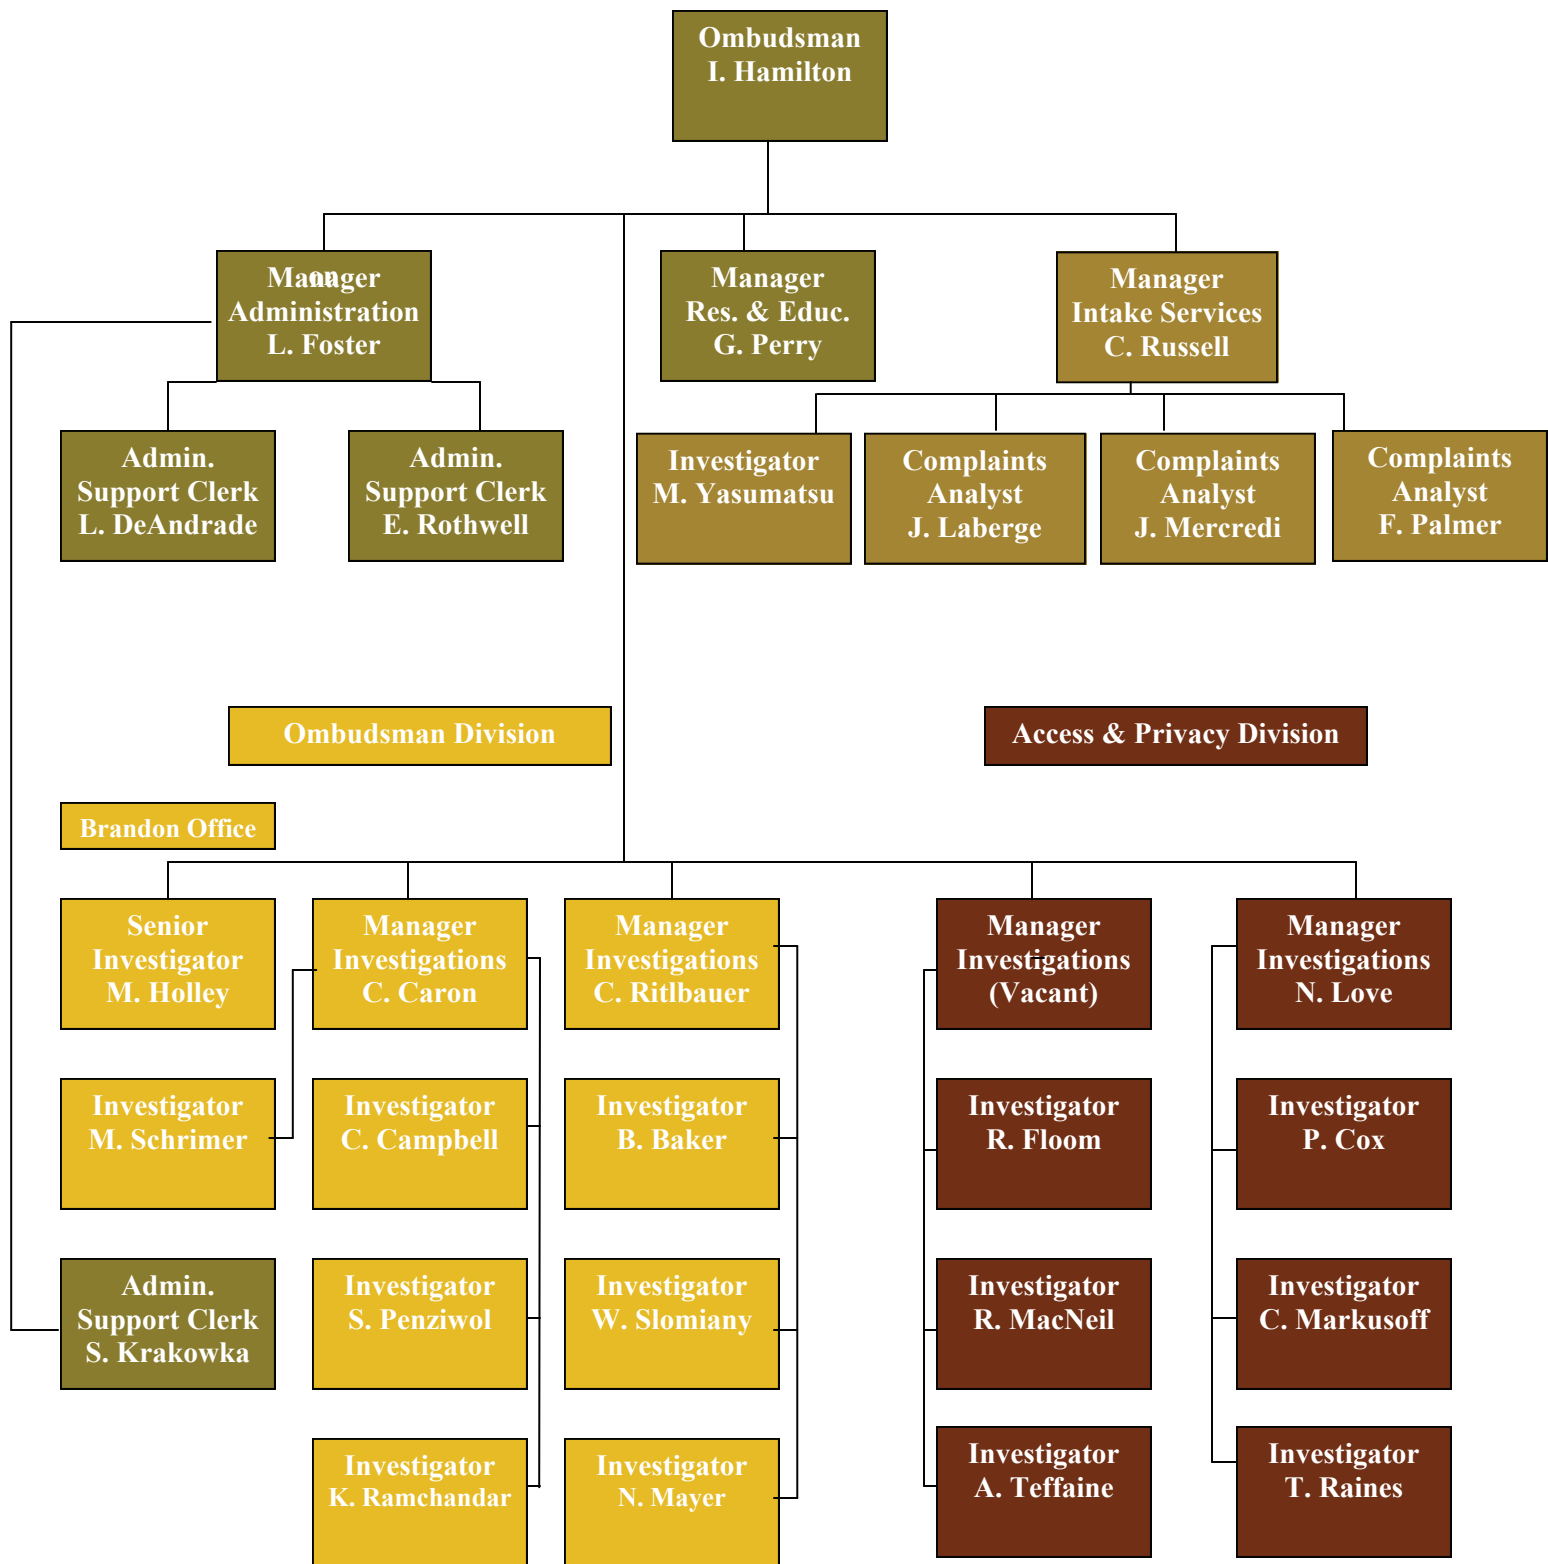 Ombudsman
I. Hamilton
Manager
on
Administration
L. Foster
Manager
Res. & Educ.
G. Perry
Manager
Intake Services
C. Russell
Admin.
Support Clerk
L. DeAndrade
Admin.
Support Clerk
E. Rothwell
Investigator
M. Yasumatsu
Complaints
Analyst
J. Laberge
Complaints
Analyst
J. Mercredi
Complaints
Analyst
F. Palmer
Ombudsman Division
Access & Privacy Division
Brandon Office
Senior
Investigator
M. Holley
Manager
Investigations
C. Caron
Manager
Investigations
C. Ritlbauer
Manager
Investigations
(Vacant)
Manager
Investigations
N. Love
Investigator
M. Schrimer
Investigator
C. Campbell
Investigator
B. Baker
Investigator
R. Floom
Investigator
P. Cox
Admin.
Support Clerk
S. Krakowka
Investigator
S. Penziwol
Investigator
W. Slomiany
Investigator
R. MacNeil
Investigator
C. Markusoff
Investigator
K. Ramchandar
Investigator
N. Mayer
Investigator
A. Teffaine
Investigator
T. Raines